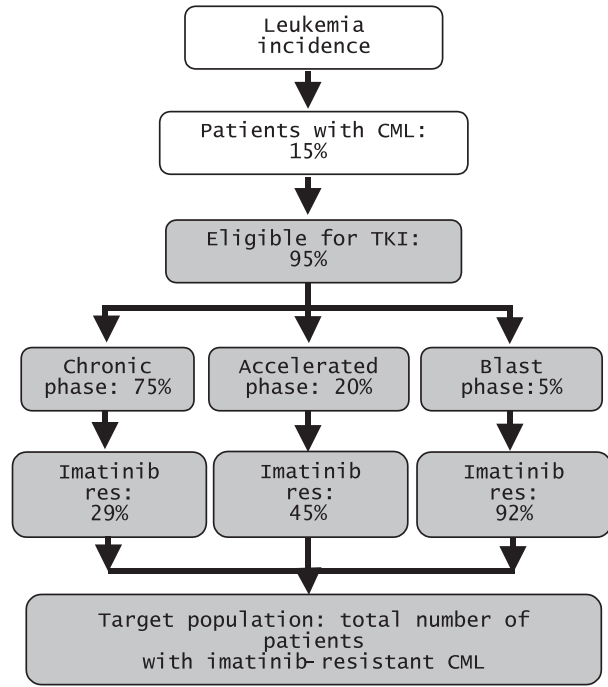 Leukemia
incidence
Patients with CML:
15%
Eligible for TKI:
95%
Chronic
phase: 75%
Accelerated
phase: 20%
Blast
phase:5%
Imatinib
res:
29%
Imatinib
res:
45%
Imatinib
res:
92%
Target population: total number of
patients
with imatinib-resistant CML